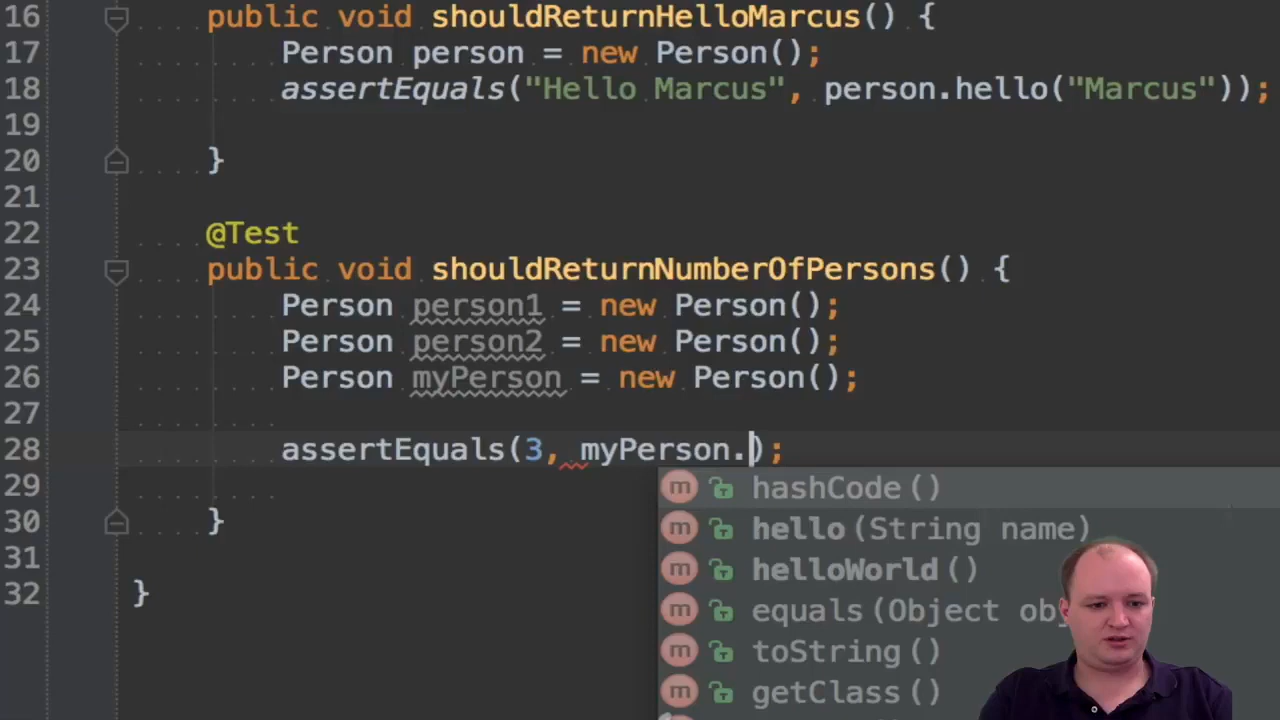 16 public void shouldReturnHelloMarcus() {
17 Person person = new Person();
18 assertEquals("Hello Marcus", person.hello("Marcus"));
19
20 }
21
22 @Test
23 public void shouldReturnNumberOfPersons() {
24 Person person1 = new Person();
25 Person person2 = new Person();
26 Person myPerson = new Person();
27
28 assertEquals(3, myPerson.);
29
m hashCode()
30 }
m hello(String name)
31
m helloWorld()
32 }
m equals(Object ob
m toString()
m getClass()